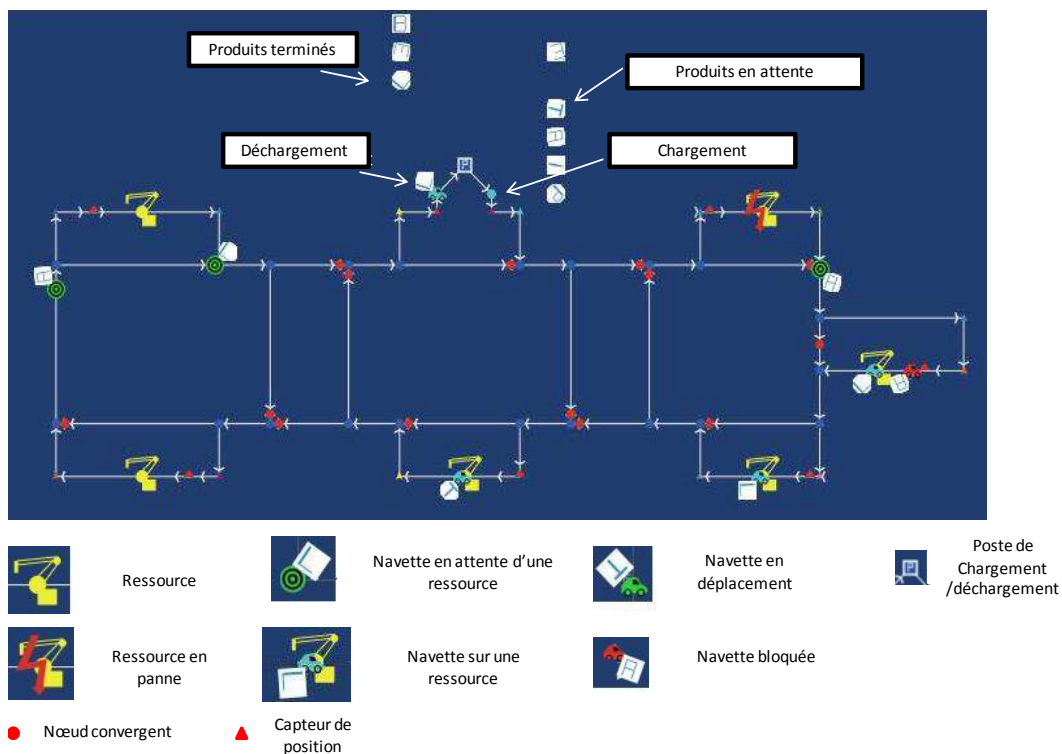 Produits terminés
Produits en attente
Déchargement
Chargement
Ressource
Navette en attente d'une
ressource
Navette en
déplacement
Poste de
Chargement
/déchargement
Ressource en
panne
Navette sur une
ressource
Navette bloquée
Nœud convergent
Capteur de
position